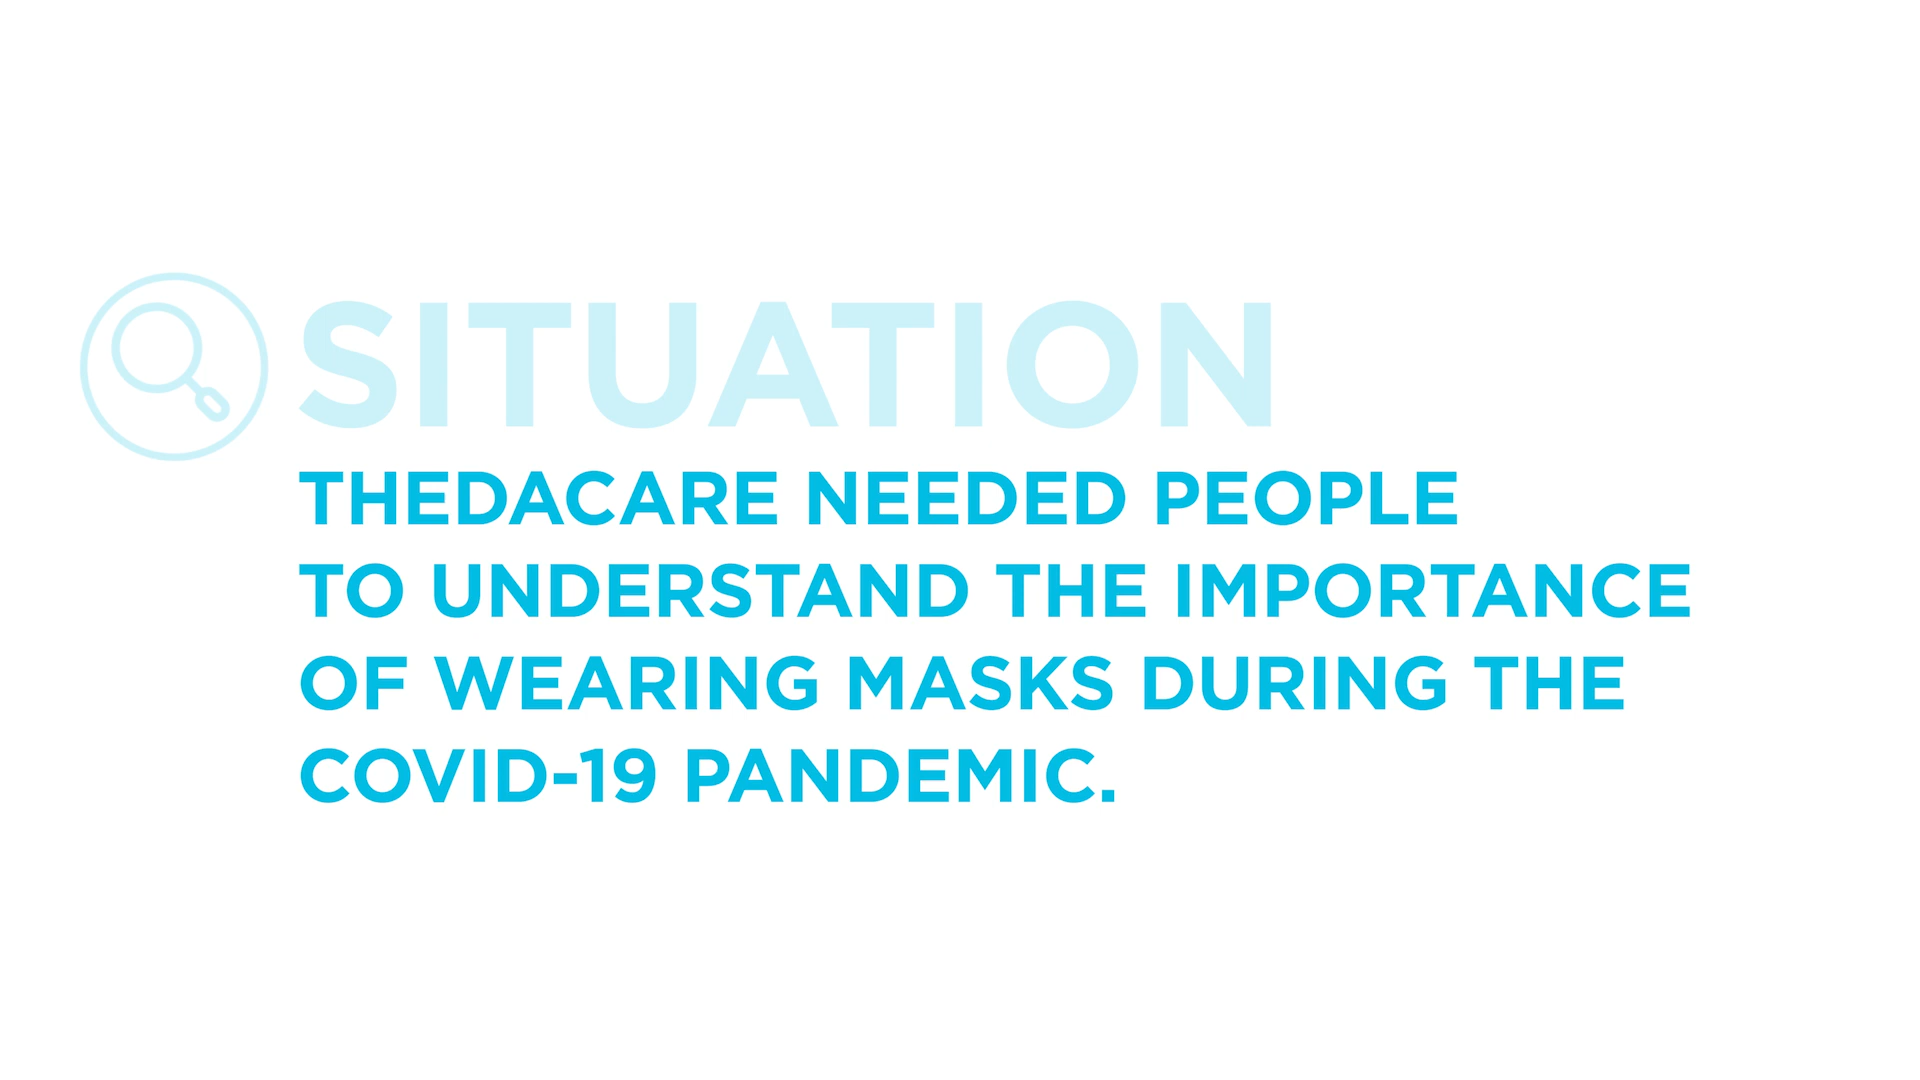 SITUATION
THEDACARE NEEDED PEOPLE
TO UNDERSTAND THE IMPORTANCE
OF WEARING MASKS DURING THE
COVID-19 PANDEMIC.